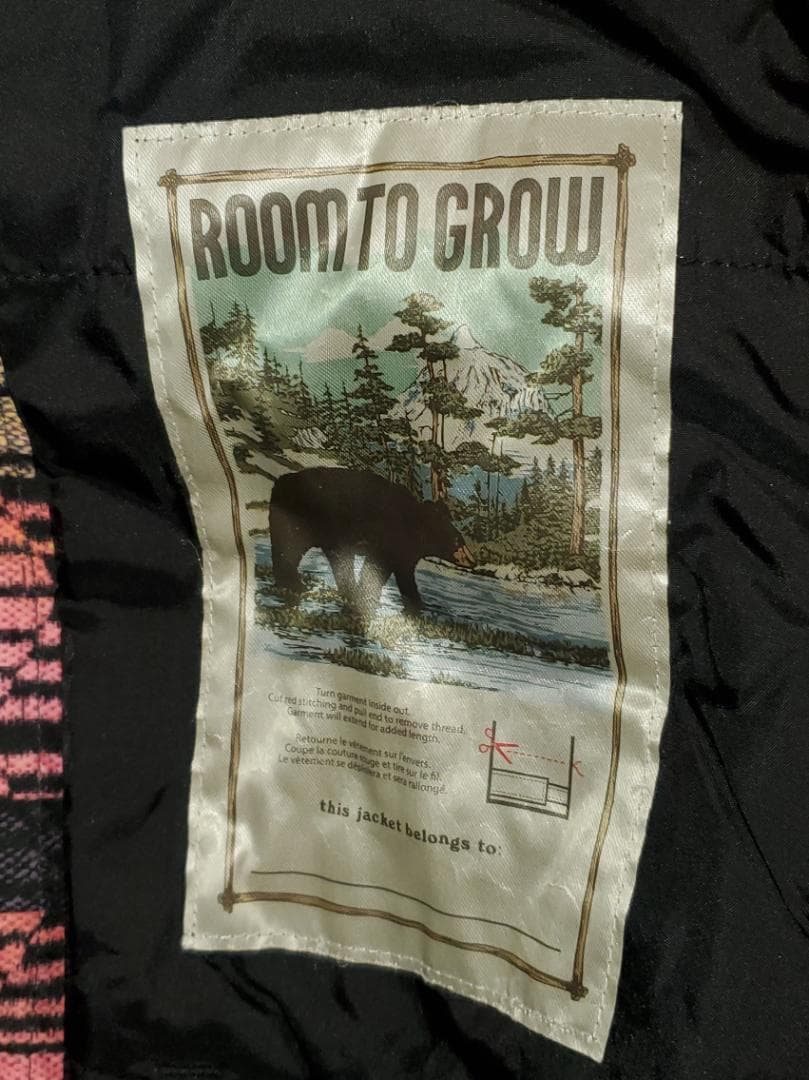 ROOM TO GROW
Turn garment inside out.
Cut red stitching and pull end to remove thread.
Garment will extend for added length.
Retourne le vêtement sur l'envers.
Coupe la couture rouge et tire sur le fil.
Le vêtement se dépliera et sera rallongé.
this jacket belongs to: